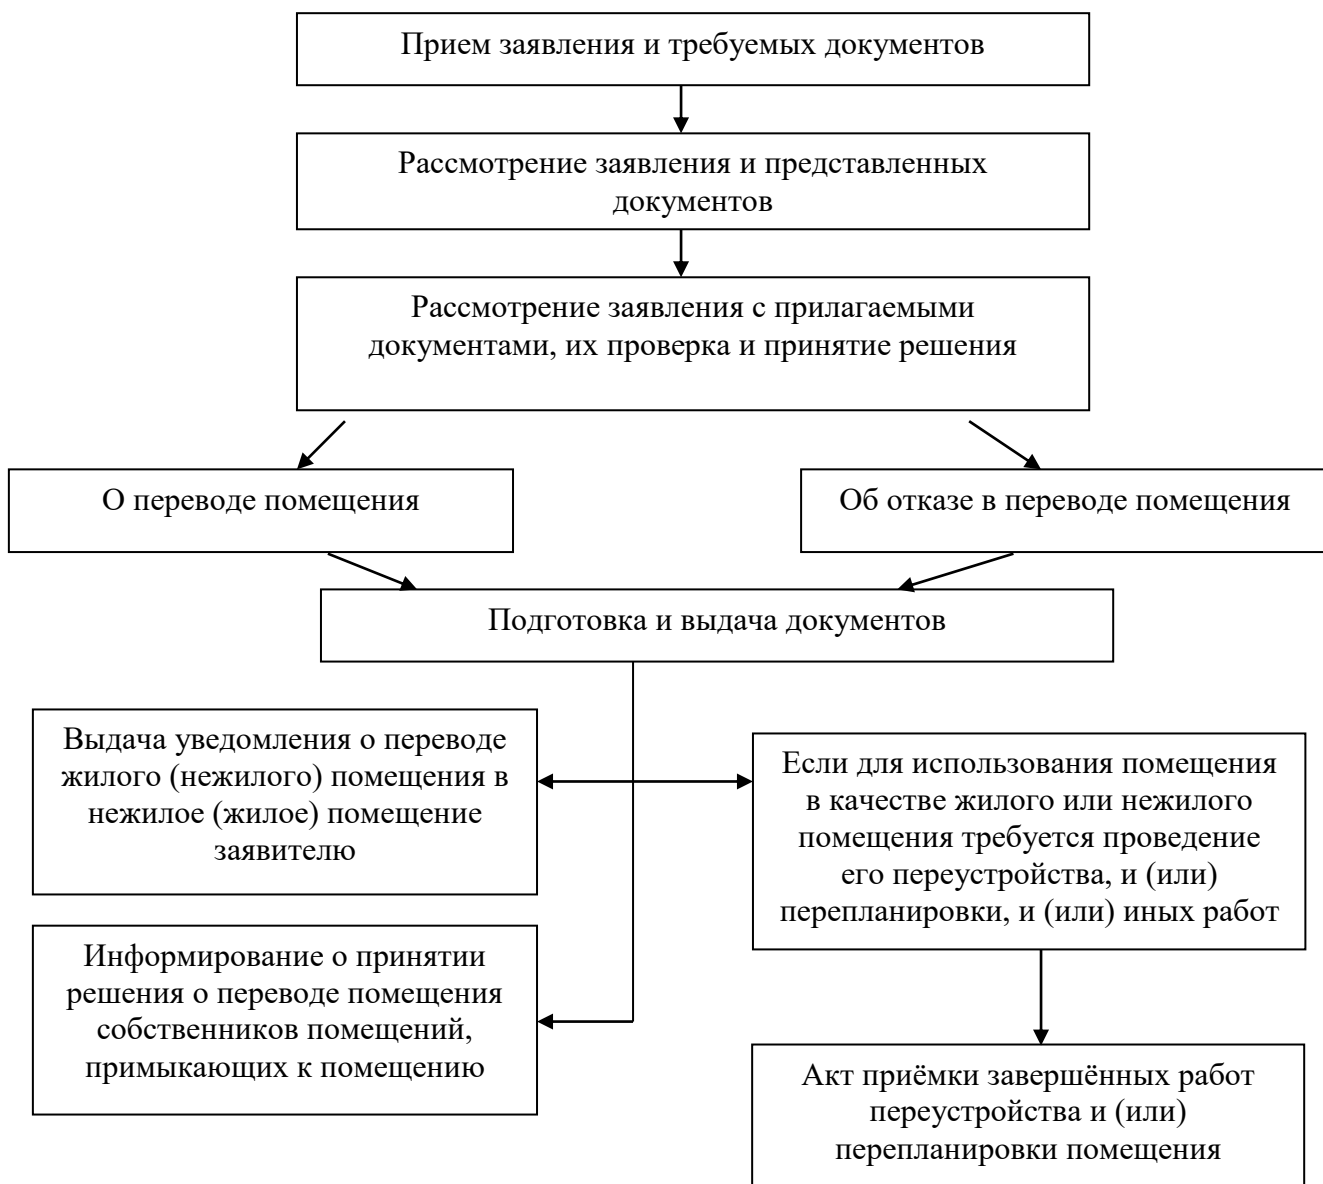 Прием заявления и требуемых документов
Рассмотрение заявления и представленных
документов
Рассмотрение заявления с прилагаемыми
документами, их проверка и принятие решения
О переводе помещения
Об отказе в переводе помещения
Подготовка и выдача документов
Выдача уведомления о переводе
жилого (нежилого) помещения в
нежилое (жилое) помещение
заявителю
Если для использования помещения
в качестве жилого или нежилого
помещения требуется проведение
его переустройства, и (или)
перепланировки, и (или) иных работ
Информирование о принятии
решения о переводе помещения
собственников помещений,
примыкающих к помещению
Акт приёмки завершённых работ
переустройства и (или)
перепланировки помещения